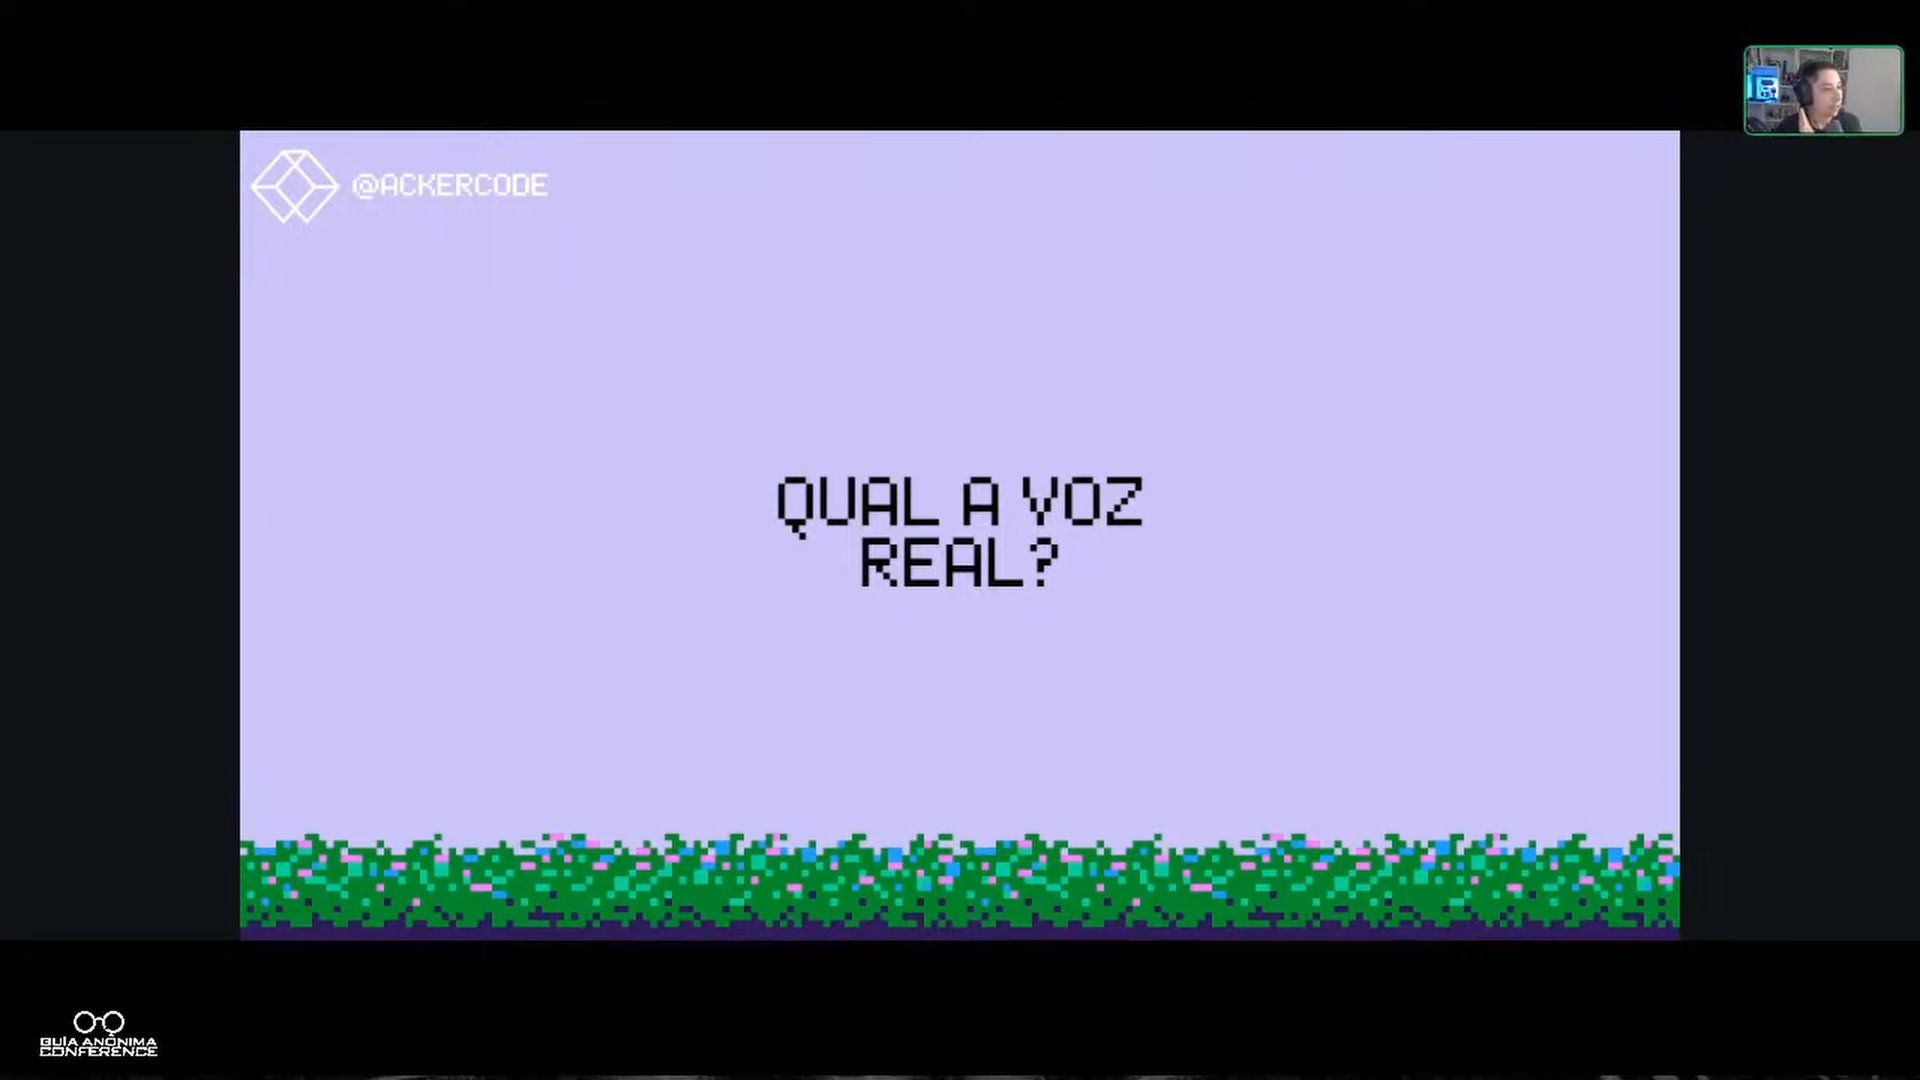 @ACKERCODE
QUAL A VOZ
REAL?
GUIA ANÔNIMA
CONFERENCE